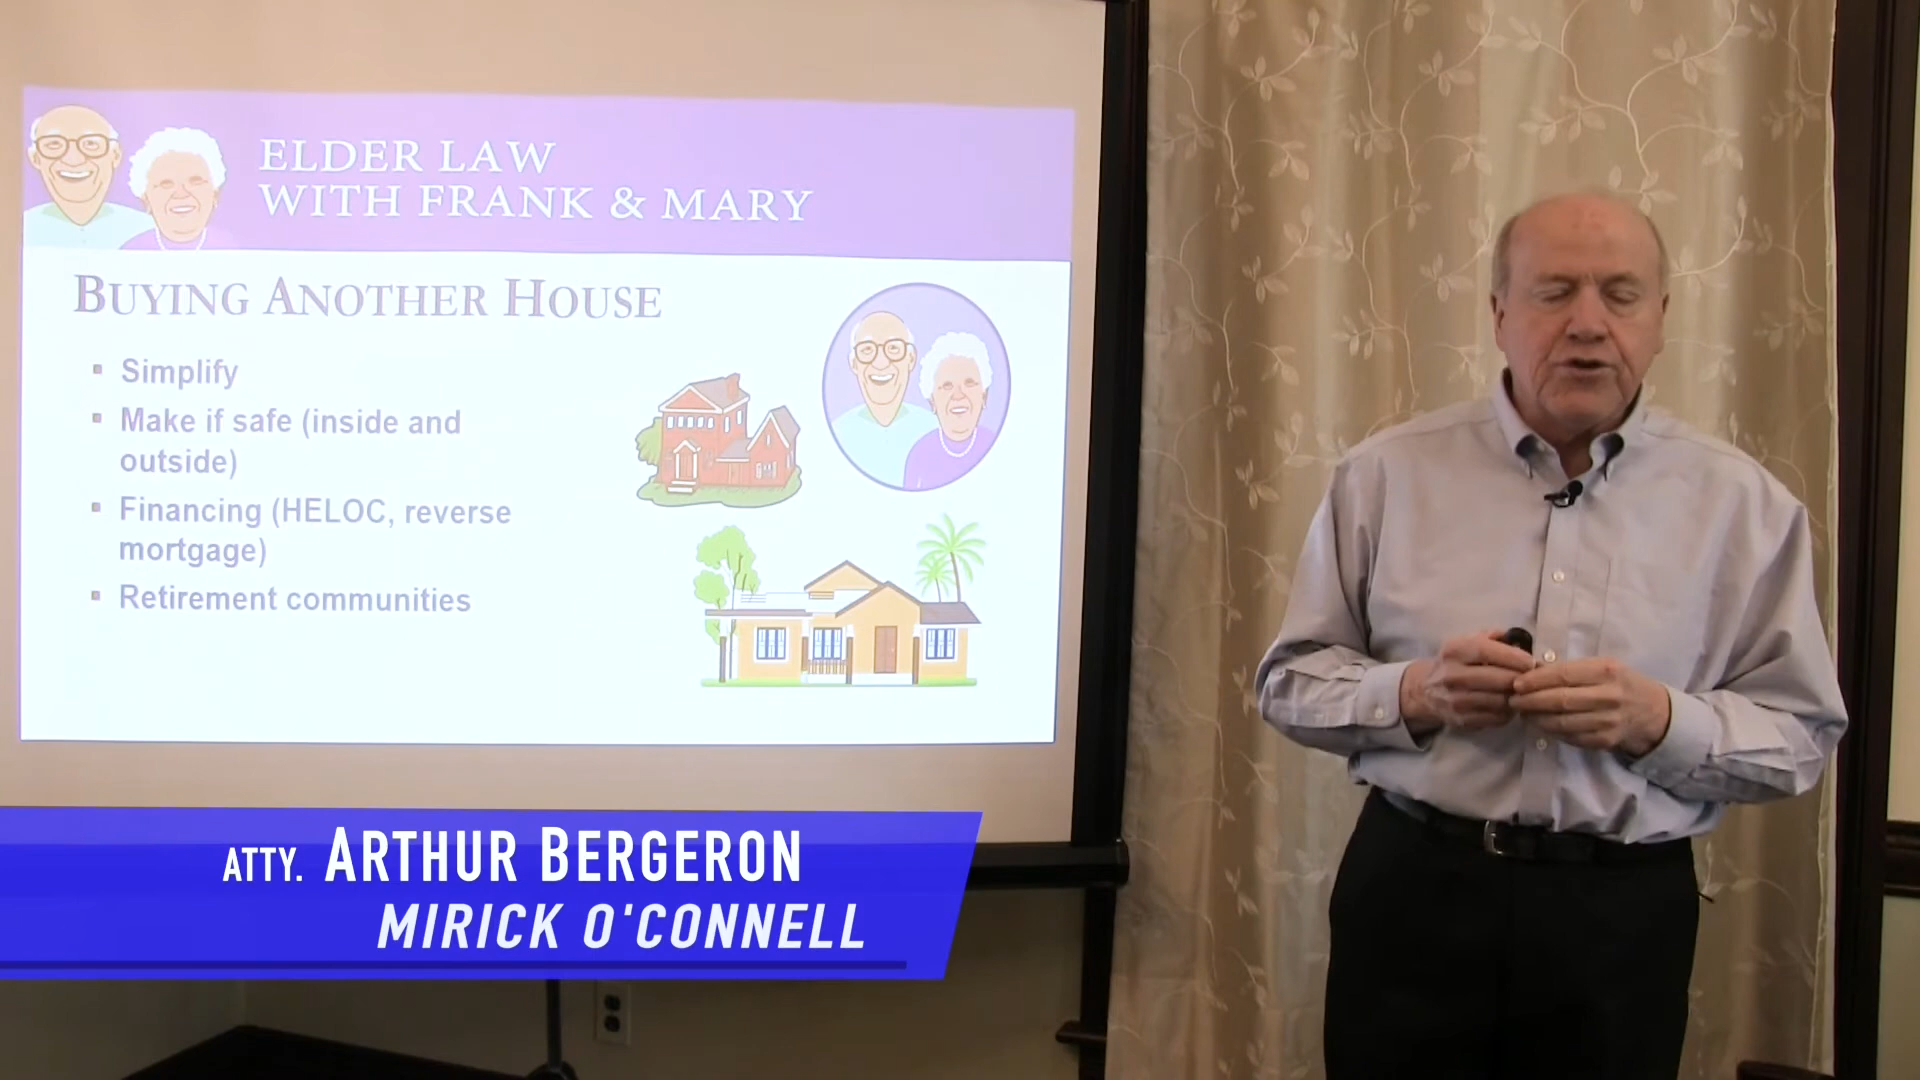 ELDER LAW
WITH FRANK & MARY
BUYING ANOTHER HOUSE
▪ Simplify
▪ Make if safe (inside and
outside)
▪ Financing (HELOC, reverse
mortgage)
▪ Retirement communities
ATTY. ARTHUR BERGERON
MIRICK O'CONNELL